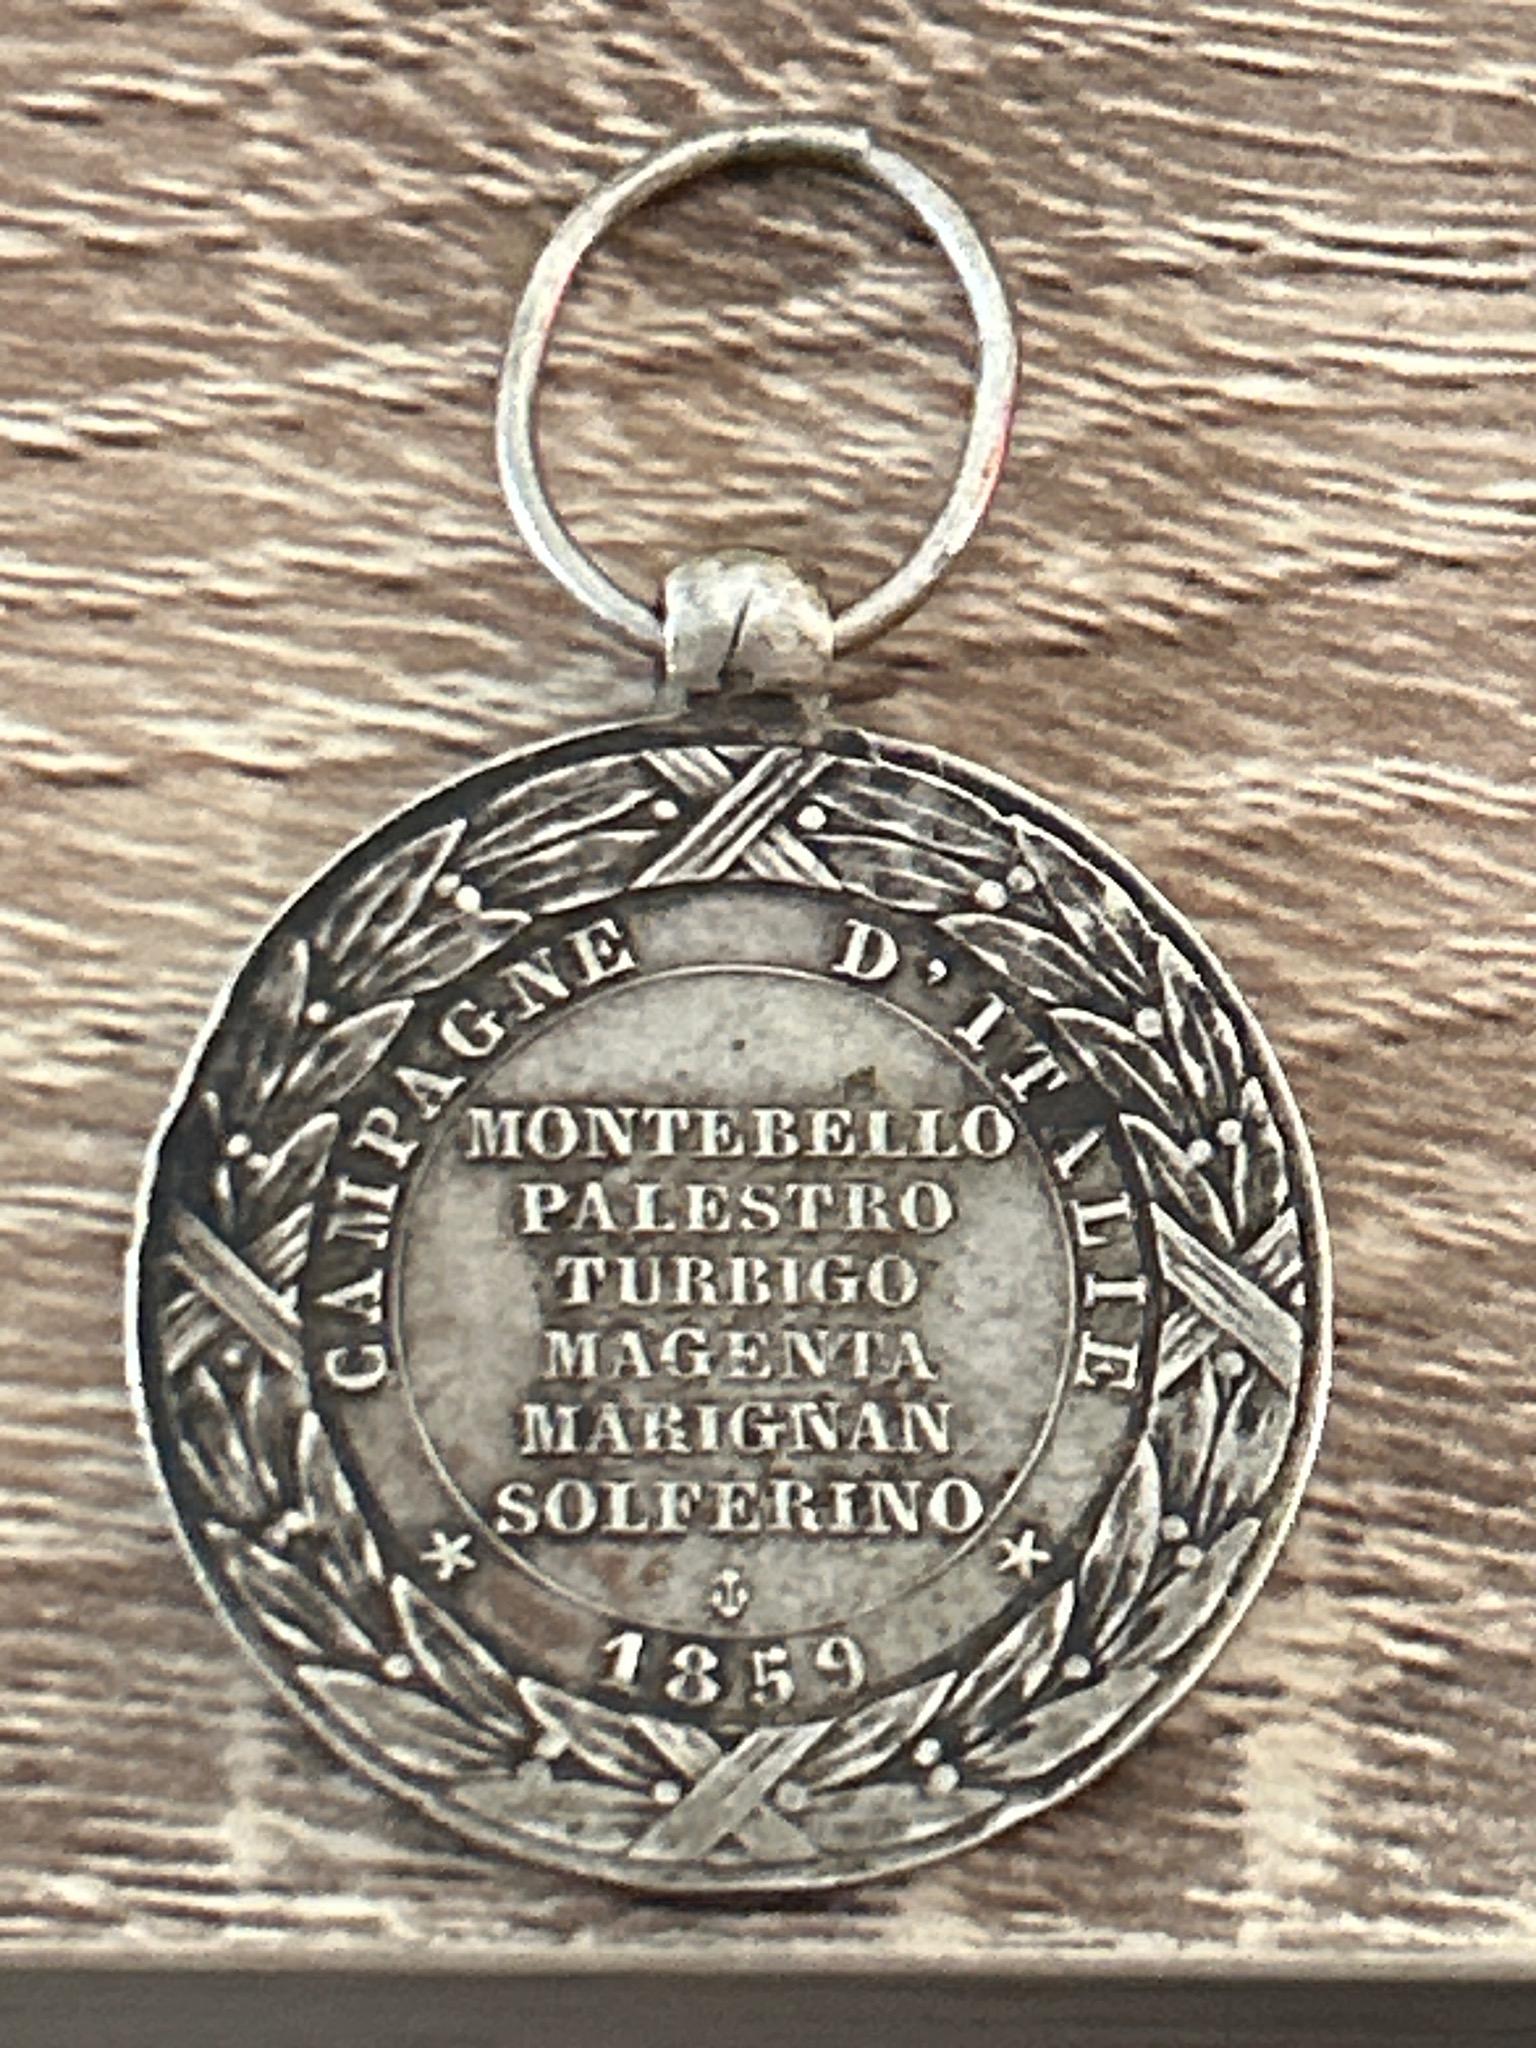 CAMPAGNE D'ITALIE
MONTEBELLO
PALESTRO
TURBIGO
MAGENTA
MARIGNAN
SOLFERINO
1859